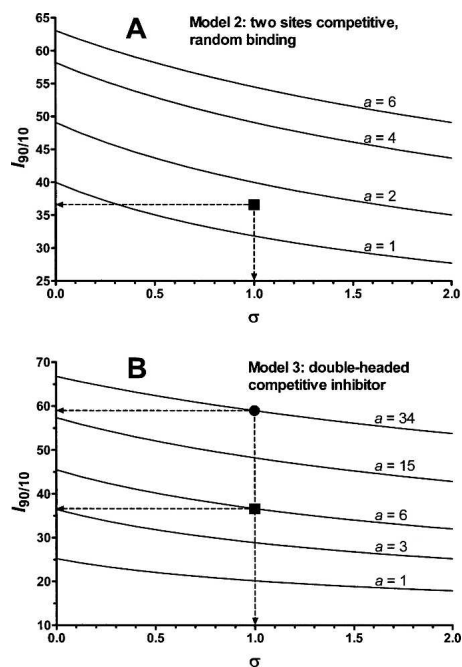 A
Model 2: two sites competitive,
random binding
65
60
55
50
45
40
35
30
25
I90/10
a = 6
a = 4
a = 2
a = 1
0.0 0.5 1.0 1.5 2.0
σ
B
Model 3: double-headed
competitive inhibitor
70
60
50
40
30
20
10
I90/10
a = 34
a = 15
a = 6
a = 3
a = 1
0.0 0.5 1.0 1.5 2.0
σ